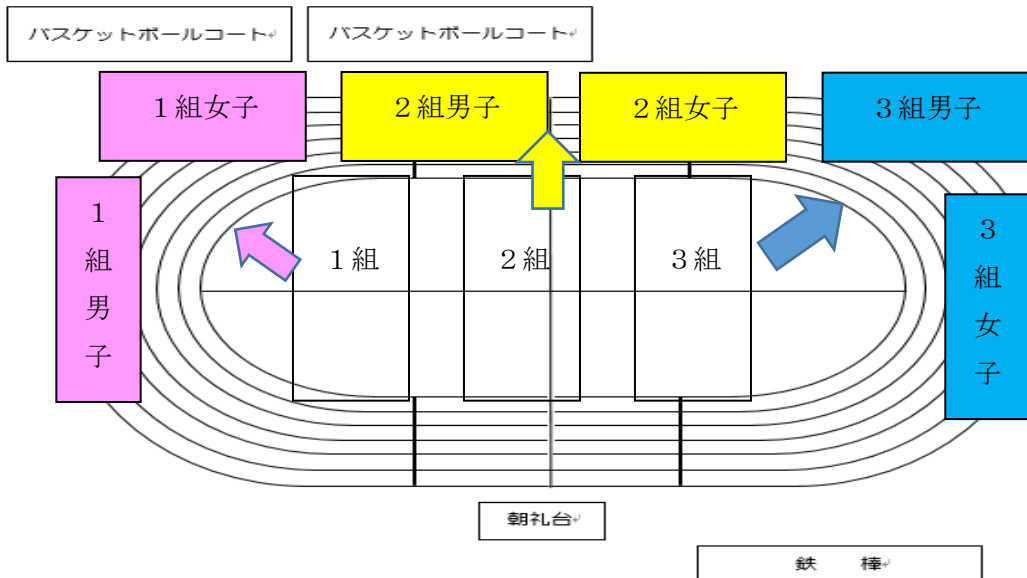 バスケットボールコート
バスケットボールコート
１組女子
２組男子
２組女子
３組男子
１組男子
１組
２組
３組
３組女子
朝礼台
鉄　棒